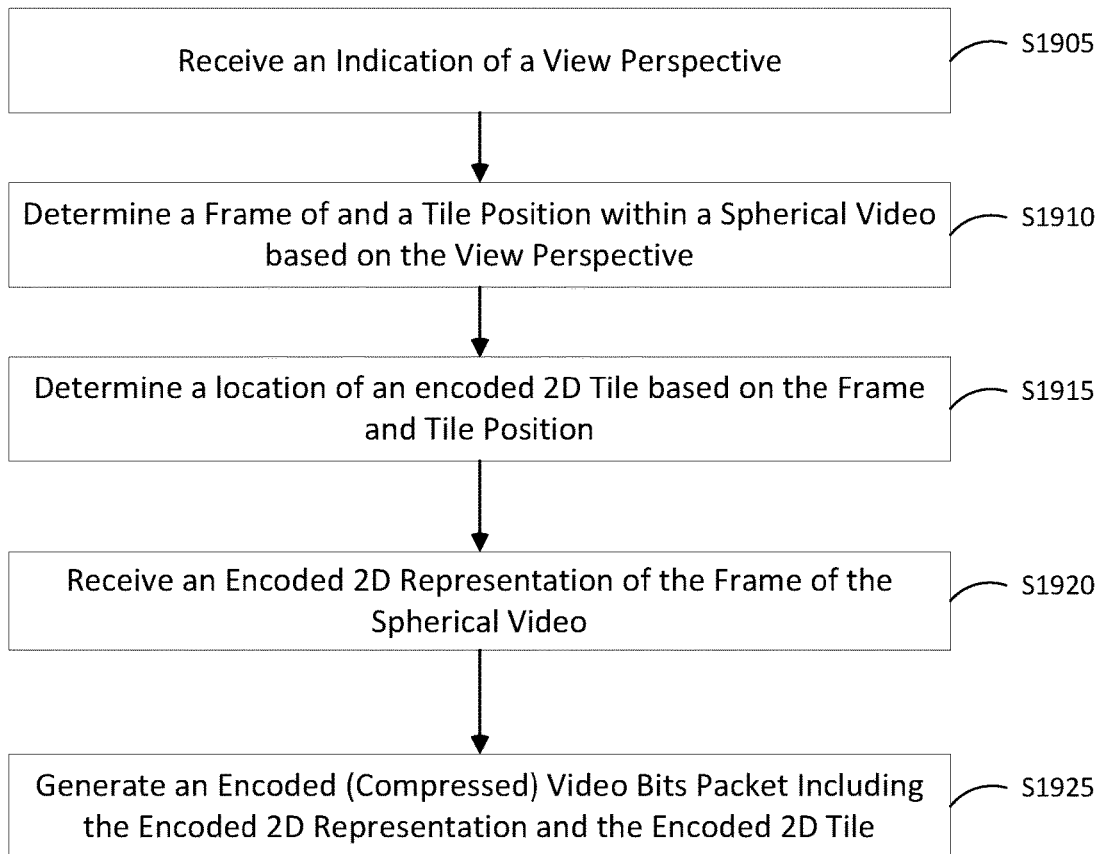 Receive an Indication of a View Perspective
S1905
Determine a Frame of and a Tile Position within a Spherical Video
based on the View Perspective
S1910
Determine a location of an encoded 2D Tile based on the Frame
and Tile Position
S1915
Receive an Encoded 2D Representation of the Frame of the
Spherical Video
S1920
Generate an Encoded (Compressed) Video Bits Packet Including
the Encoded 2D Representation and the Encoded 2D Tile
S1925